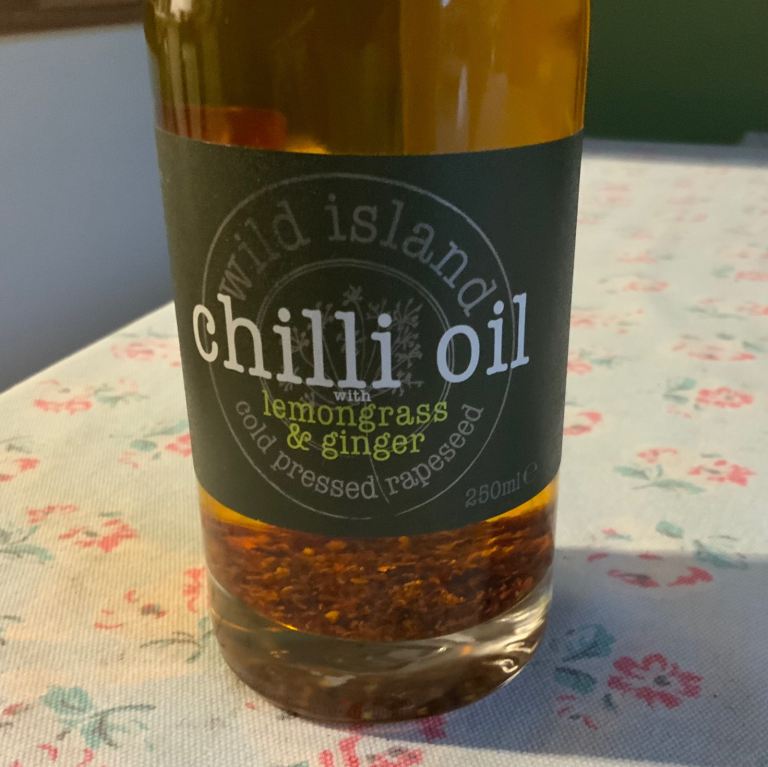 wild island
chilli oil
with
lemongrass
& ginger
cold pressed rapeseed
250ml ℮